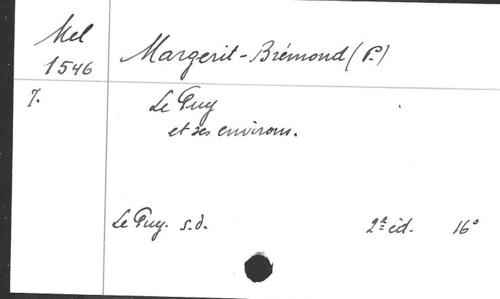 Mel
1546
Margerit-Brémond (P.)
7.
Le Puy
et ses environs.
Le Puy. s.d. 2e éd. 16°